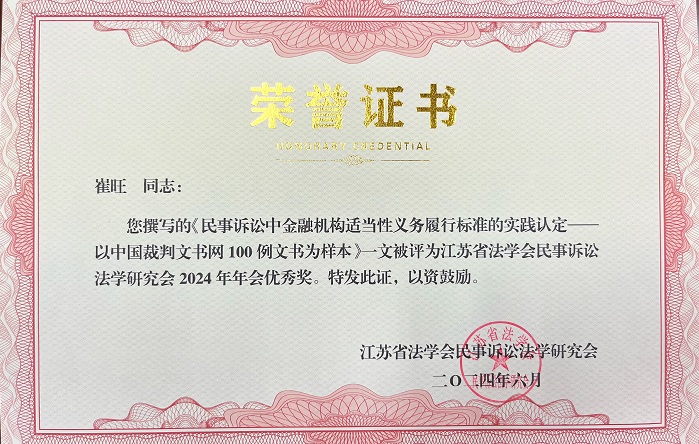 荣誉证书
HONORARY CREDENTIAL
崔旺 同志：
您撰写的《民事诉讼中金融机构适当性义务履行标准的实践认定——
以中国裁判文书网100例文书为样本》一文被评为江苏省法学会民事诉讼
法学研究会2024年年会优秀奖。特发此证，以资鼓励。
江苏省法学会民事诉讼法学研究会
二〇二四年六月
江苏省法学会